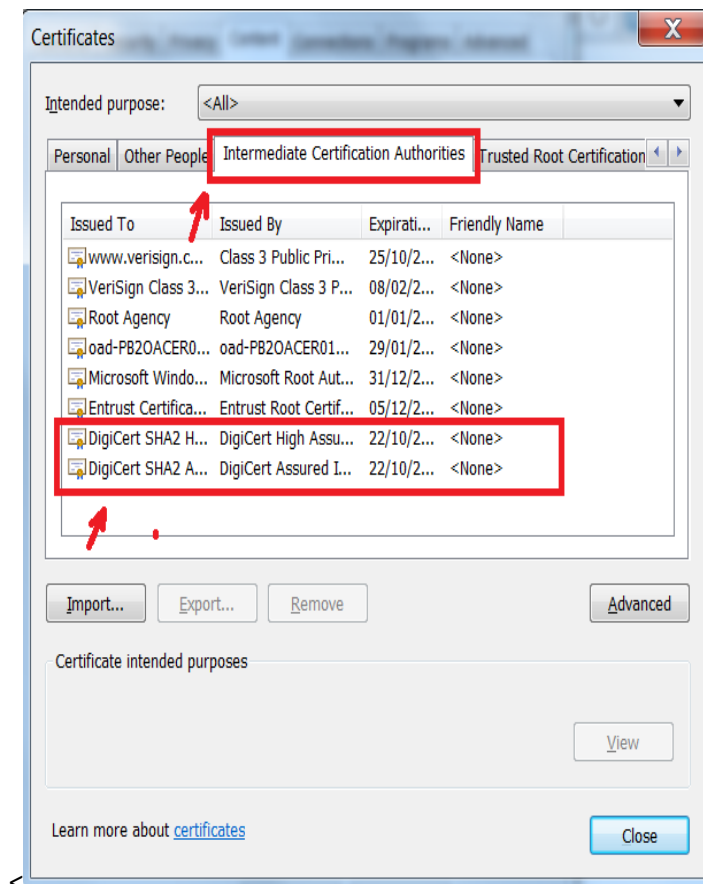 Certificates
Intended purpose: <All>
Personal Other People Intermediate Certification Authorities Trusted Root Certification
Issued To Issued By Expirati... Friendly Name
www.verisign.c... Class 3 Public Pri... 25/10/2... <None>
VeriSign Class 3... VeriSign Class 3 P... 08/02/2... <None>
Root Agency Root Agency 01/01/2... <None>
oad-PB2OACER0... oad-PB2OACER01... 29/01/2... <None>
Microsoft Windo... Microsoft Root Aut... 31/12/2... <None>
Entrust Certifica... Entrust Root Certif... 05/12/2... <None>
DigiCert SHA2 H... DigiCert High Assu... 22/10/2... <None>
DigiCert SHA2 A... DigiCert Assured I... 22/10/2... <None>
Import... Export... Remove Advanced
Certificate intended purposes
View
Learn more about certificates
Close
<